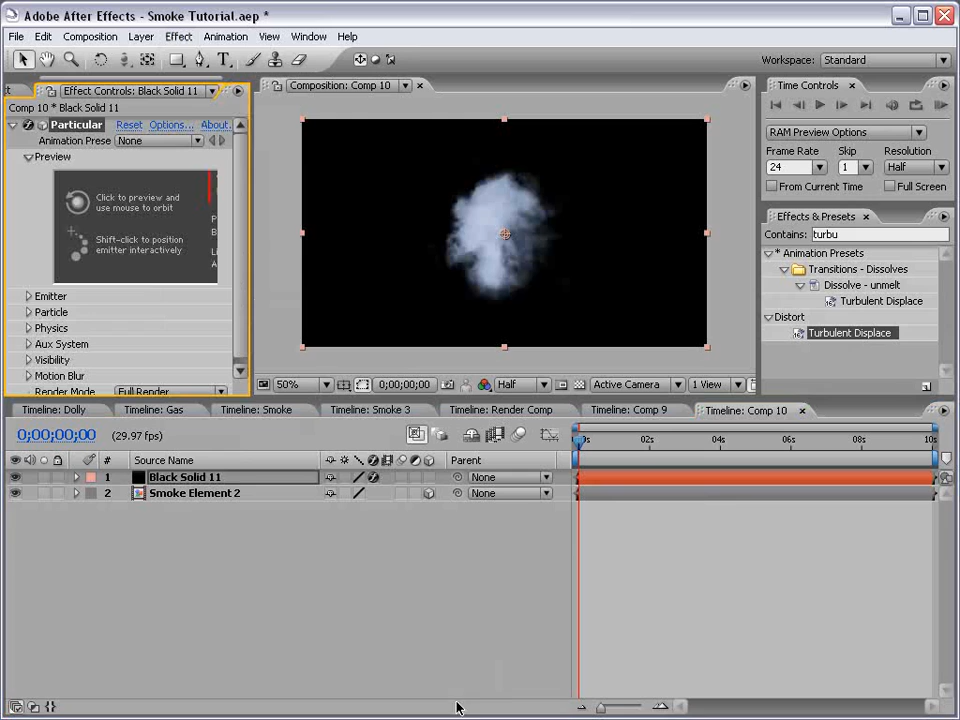 Adobe After Effects - Smoke Tutorial.aep *
File Edit Composition Layer Effect Animation View Window Help
Workspace: Standard
Effect Controls: Black Solid 11
Comp 10 * Black Solid 11
Particular Reset Options... About.
Animation Prese None
Preview
Click to preview and
use mouse to orbit
Shift-click to position
emitter interactively
Emitter
Particle
Physics
Aux System
Visibility
Motion Blur
Render Mode Full Render
Composition: Comp 10
50% 0;00;00;00 Half Active Camera 1 View
Time Controls
RAM Preview Options
Frame Rate Skip Resolution
24 1 Half
From Current Time Full Screen
Effects & Presets
Contains: turbu
* Animation Presets
Transitions - Dissolves
Dissolve - unmelt
Turbulent Displace
Distort
Turbulent Displace
Timeline: Dolly Timeline: Gas Timeline: Smoke Timeline: Smoke 3 Timeline: Render Comp Timeline: Comp 9 Timeline: Comp 10
0;00;00;00 (29.97 fps)
0s 02s 04s 06s 08s 10s
# Source Name Parent
1 Black Solid 11 None
2 Smoke Element 2 None